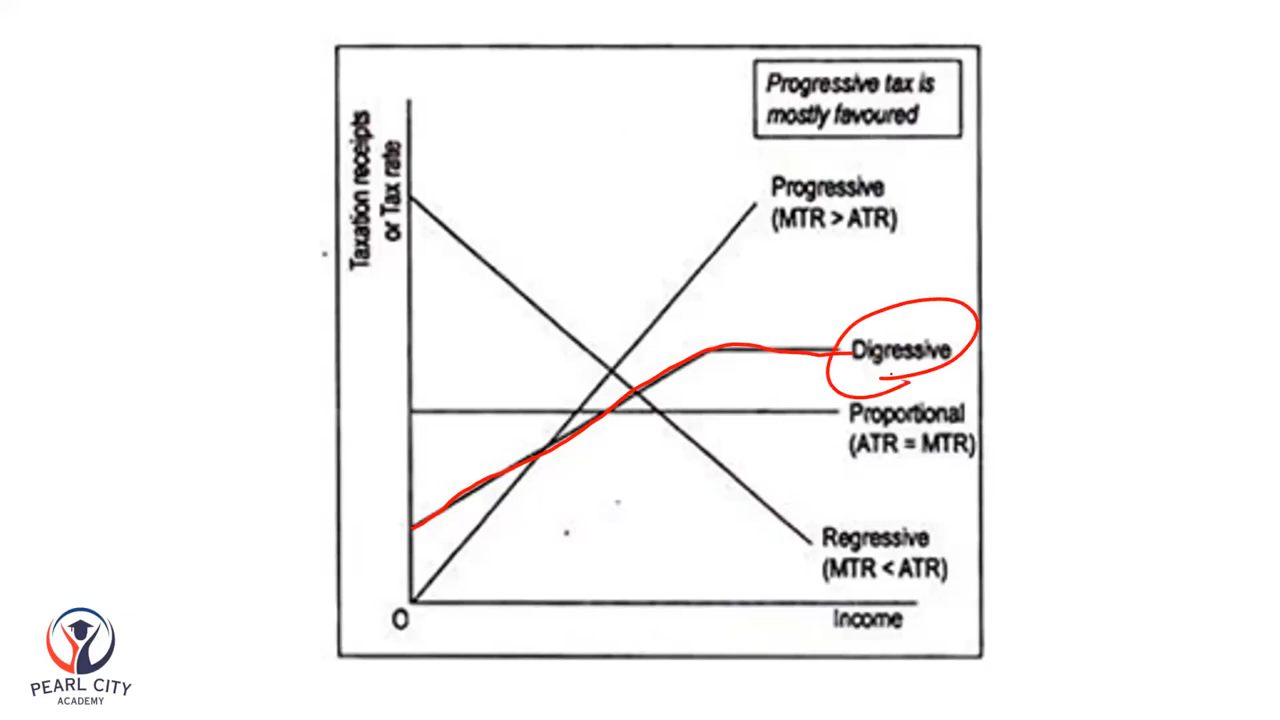 Progressive tax is
mostly favoured
Taxation receipts
or Tax rate
Progressive
(MTR > ATR)
Digressive
Proportional
(ATR = MTR)
Regressive
(MTR < ATR)
O
Income
PEARL CITY
ACADEMY